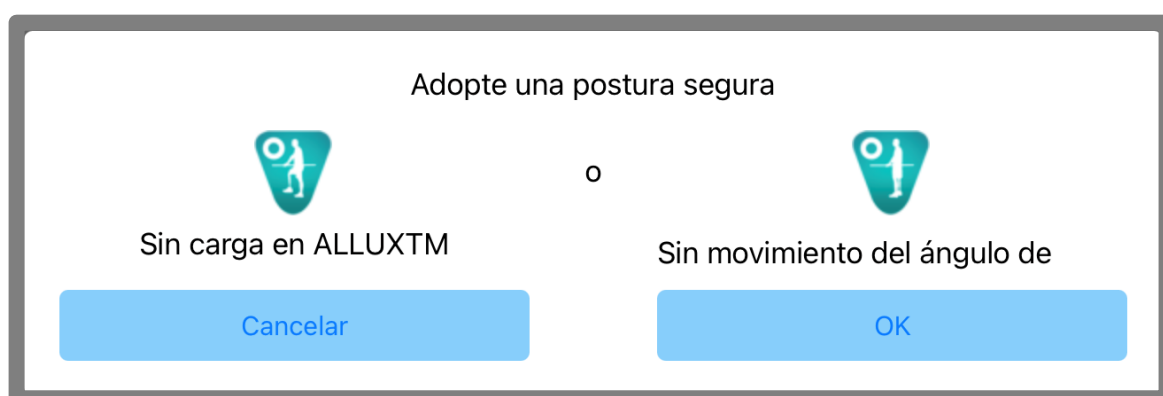 Adopte una postura segura
o
Sin carga en ALLUXTM
Sin movimiento del ángulo de
Cancelar
OK